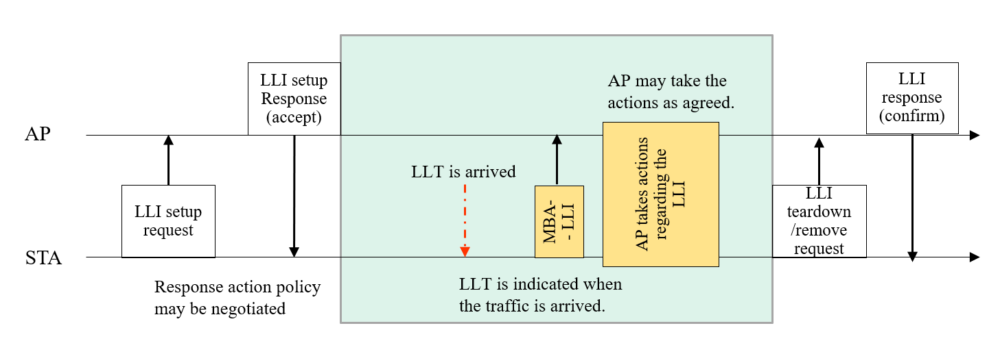 LLI setup
Response
(accept)
AP may take the
actions as agreed.
LLI
response
(confirm)
AP
LLT is arrived
LLI setup
request
MBA-
- LLI
AP takes actions
regarding the
LLI
LLI
teardown
/remove
request
STA
Response action policy
may be negotiated
LLT is indicated when
the traffic is arrived.